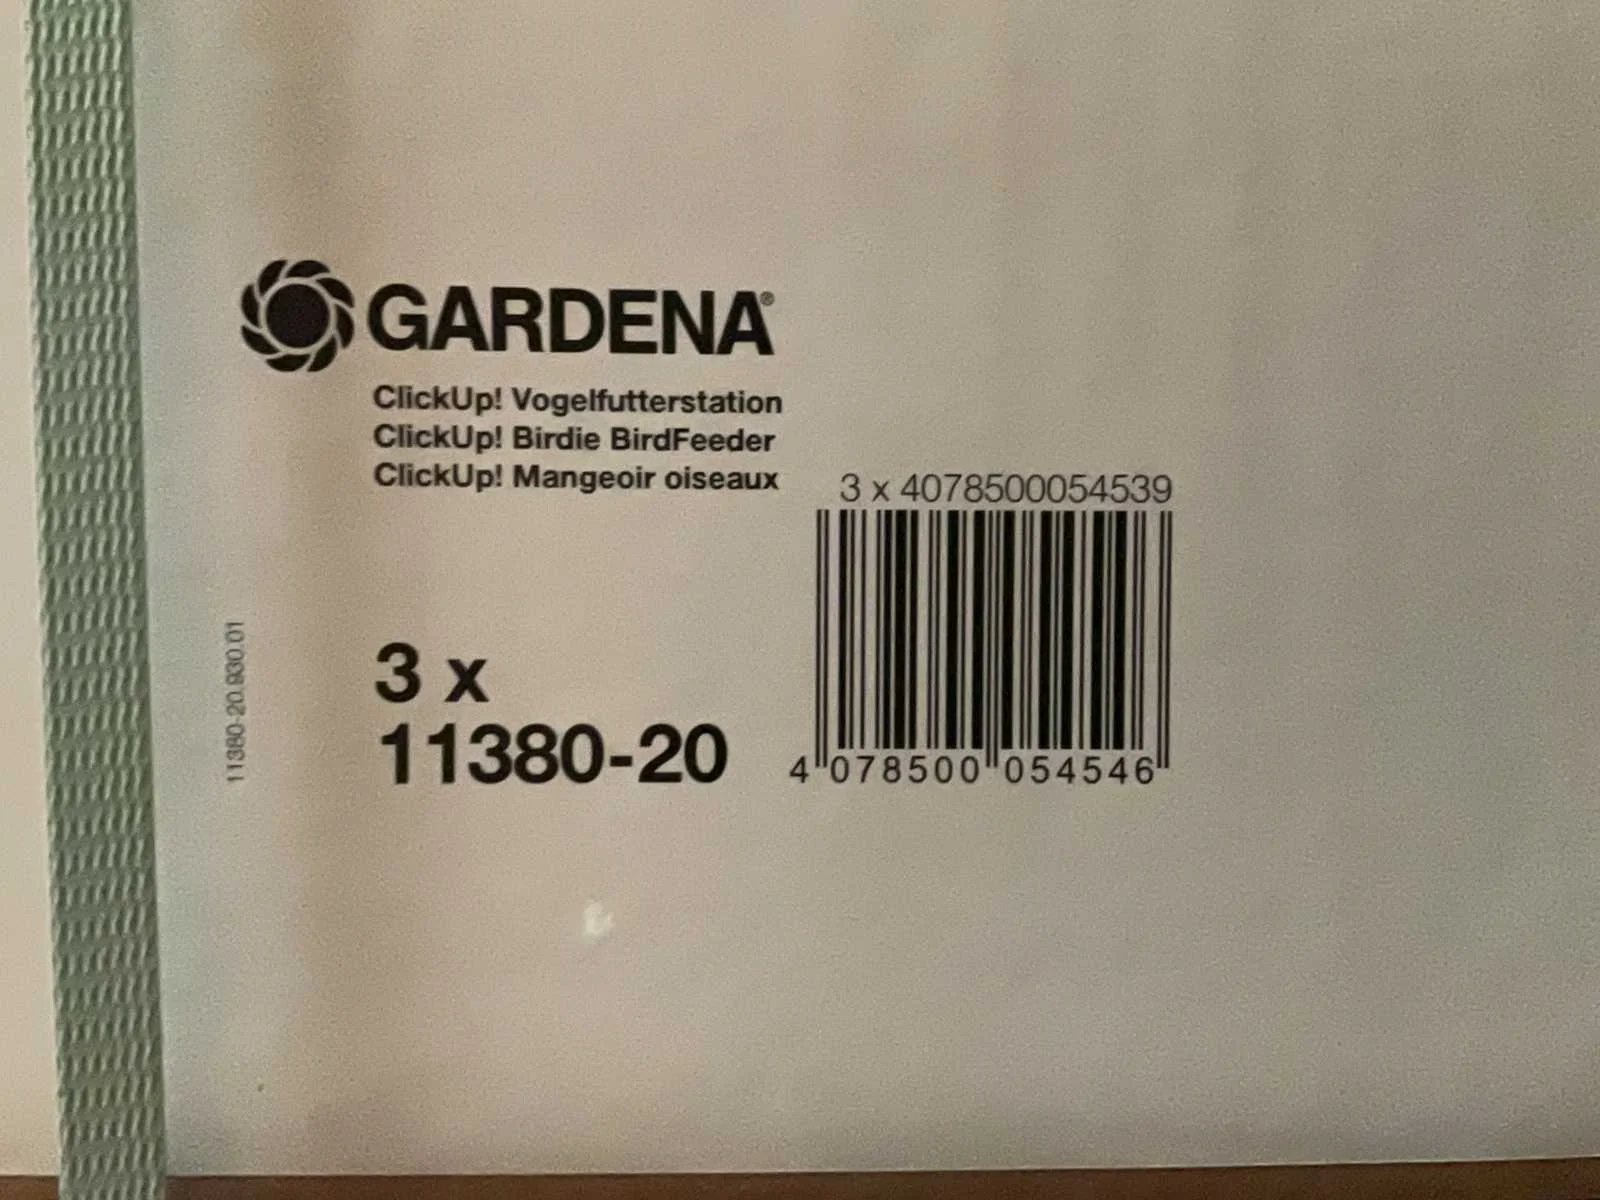 GARDENA®
ClickUp! Vogelfutterstation
ClickUp! Birdie BirdFeeder
ClickUp! Mangeoir oiseaux
3 x 4078500054539
3 x
11380-20
4 078500 054546
11380-20.930.01